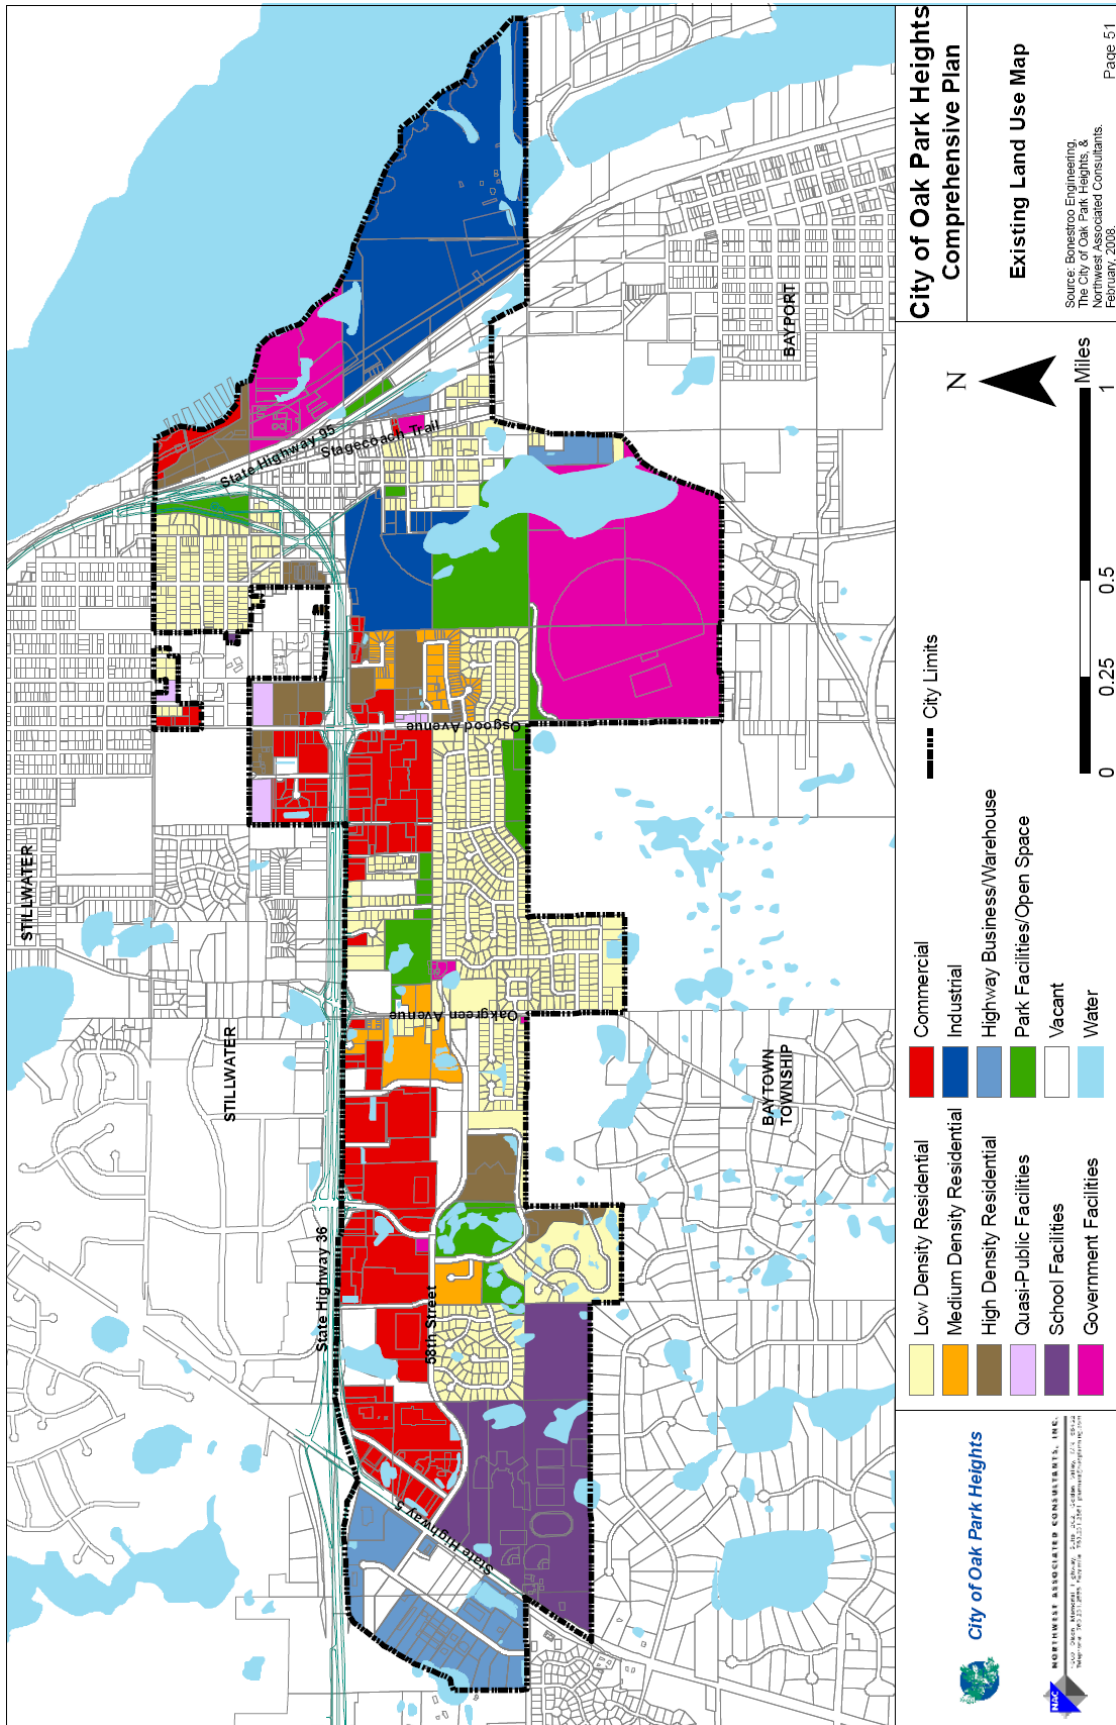 City of Oak Park Heights
Comprehensive Plan
Existing Land Use Map
Source: Bonestroo Engineering,
The City of Oak Park Heights, &
Northwest Associated Consultants.
February, 2008.
Page 51
STILLWATER
STILLWATER
BAYPORT
BAYTOWN
TOWNSHIP
State Highway 95
Stagecoach Trail
Osgood Avenue
Oakgreen Avenue
State Highway 36
58th Street
State Highway 5
N
Miles
0
0.25
0.5
1
City Limits
Low Density Residential
Medium Density Residential
High Density Residential
Quasi-Public Facilities
School Facilities
Government Facilities
Commercial
Industrial
Highway Business/Warehouse
Park Facilities/Open Space
Vacant
Water
City of Oak Park Heights
NAC
NORTHWEST ASSOCIATED CONSULTANTS, INC.